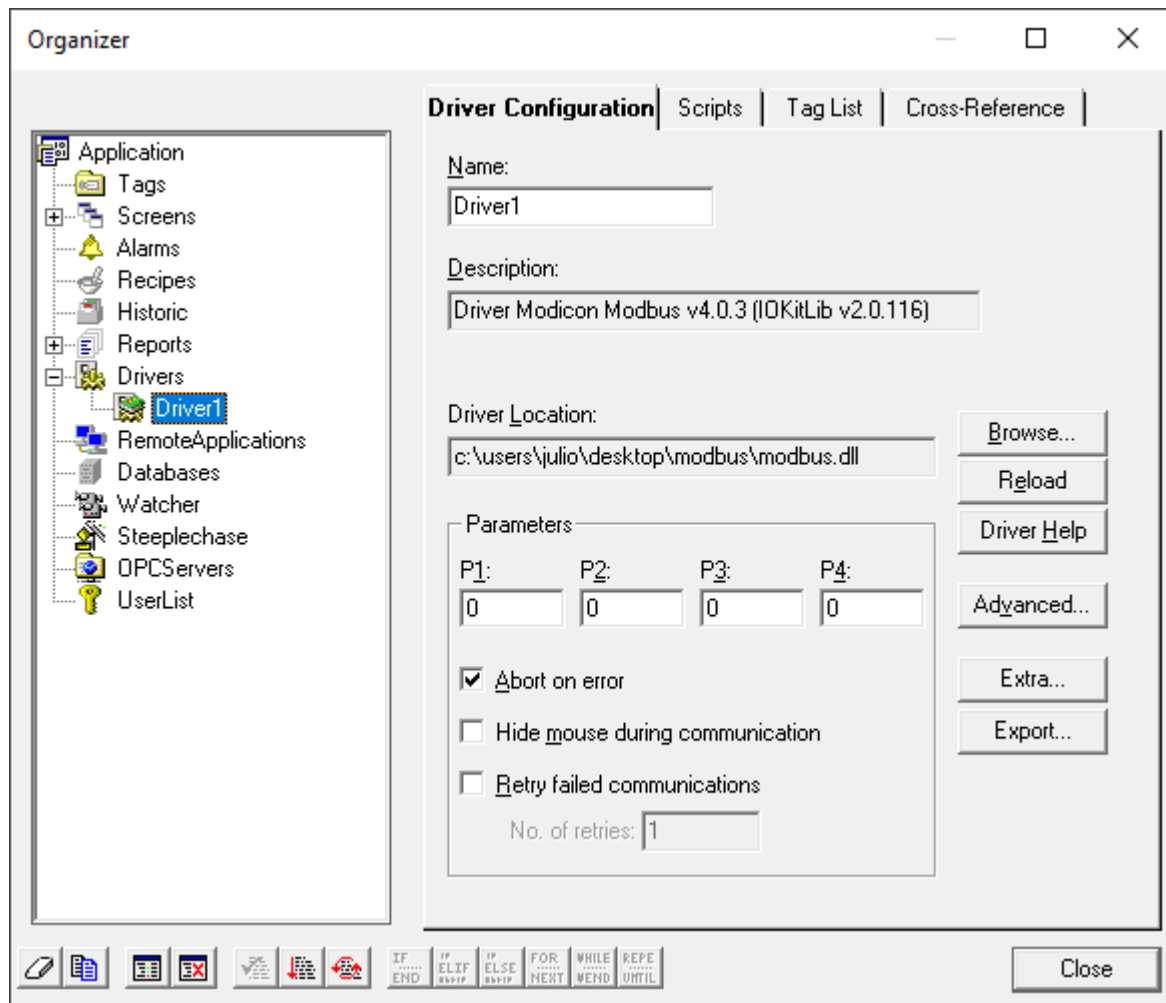 Organizer
Driver Configuration Scripts Tag List Cross-Reference
Application
Tags
Screens
Alarms
Recipes
Historic
Reports
Drivers
Driver1
RemoteApplications
Databases
Watcher
Steeplechase
OPCServers
UserList
Name:
Driver1
Description:
Driver Modicon Modbus v4.0.3 (IOKitLib v2.0.116)
Driver Location:
c:\users\julio\desktop\modbus\modbus.dll
Browse...
Reload
Driver Help
Advanced...
Extra...
Export...
Parameters
P1: P2: P3: P4:
0 0 0 0
Abort on error
Hide mouse during communication
Retry failed communications
No. of retries: 1
IF END
ELIF
ELSE
FOR NEXT
WHILE WEND
REPE UNTIL
Close